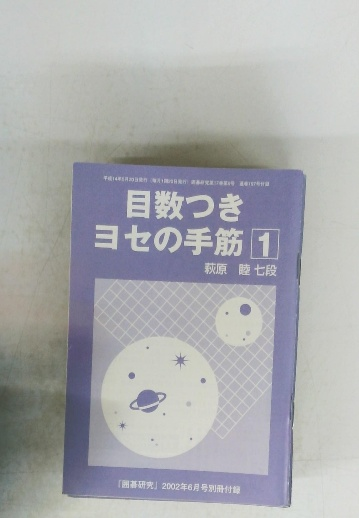 目数つき
ヨセの手筋 1
萩原 睦 七段
「囲碁研究」2002年6月号別冊付録